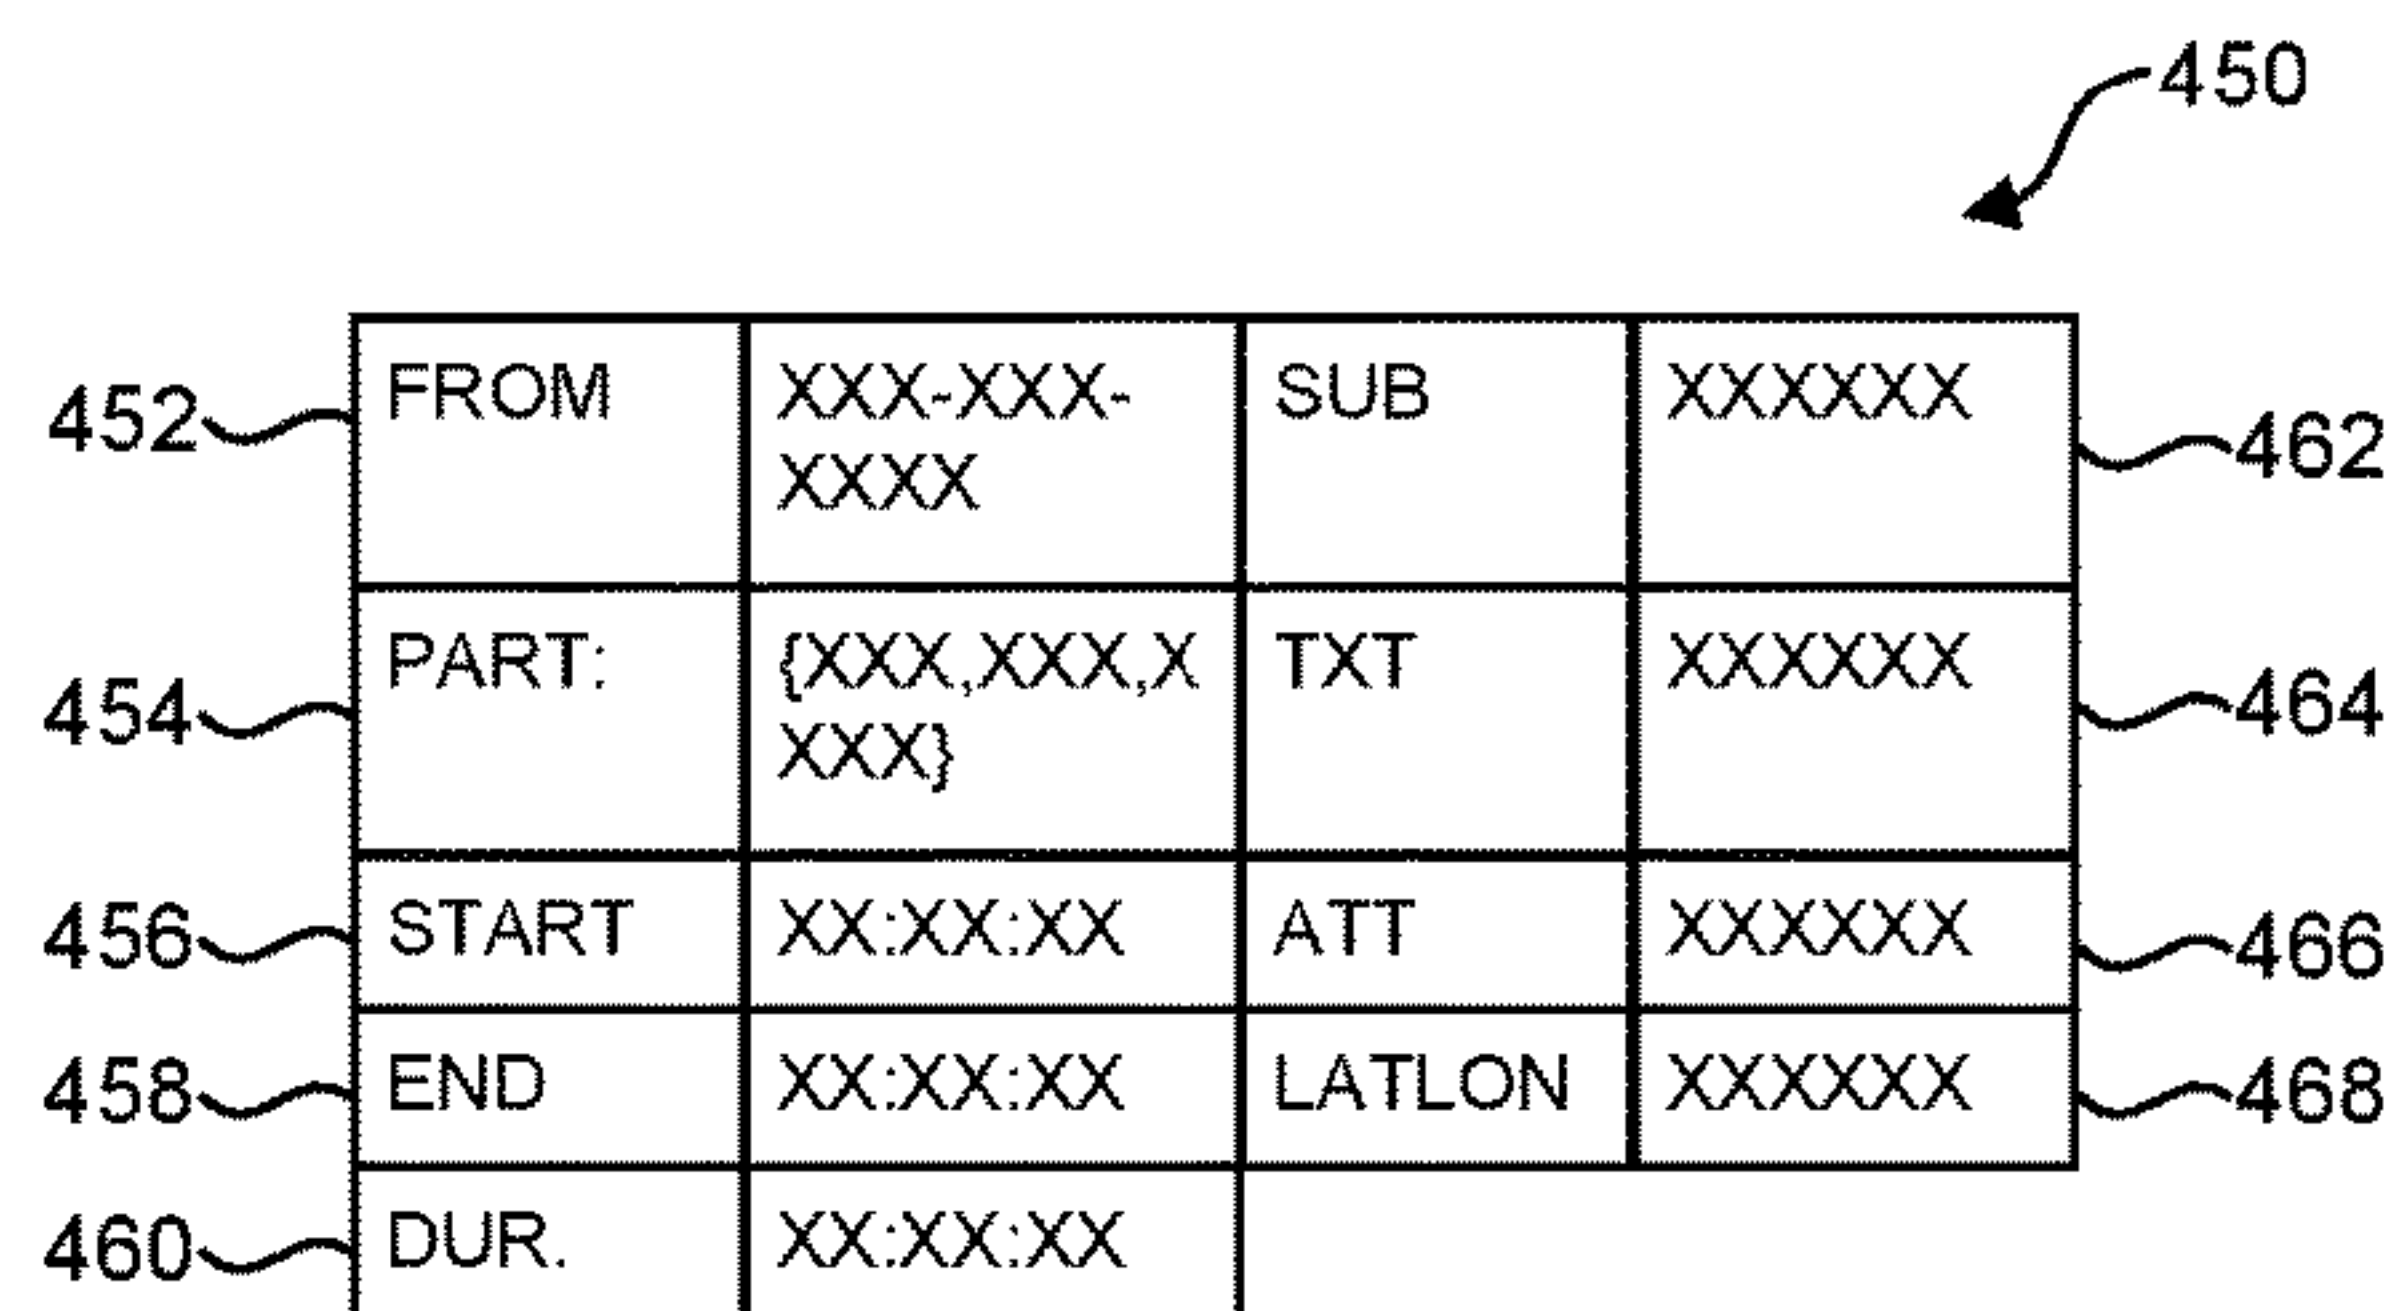 450
452 FROM XXX-XXX- SUB XXXXXX 462
XXXX
454 PART: {XXX,XXX,X TXT XXXXXX 464
XXX}
456 START XX:XX:XX ATT XXXXXX 466
458 END XX:XX:XX LATLON XXXXXX 468
460 DUR. XX:XX:XX